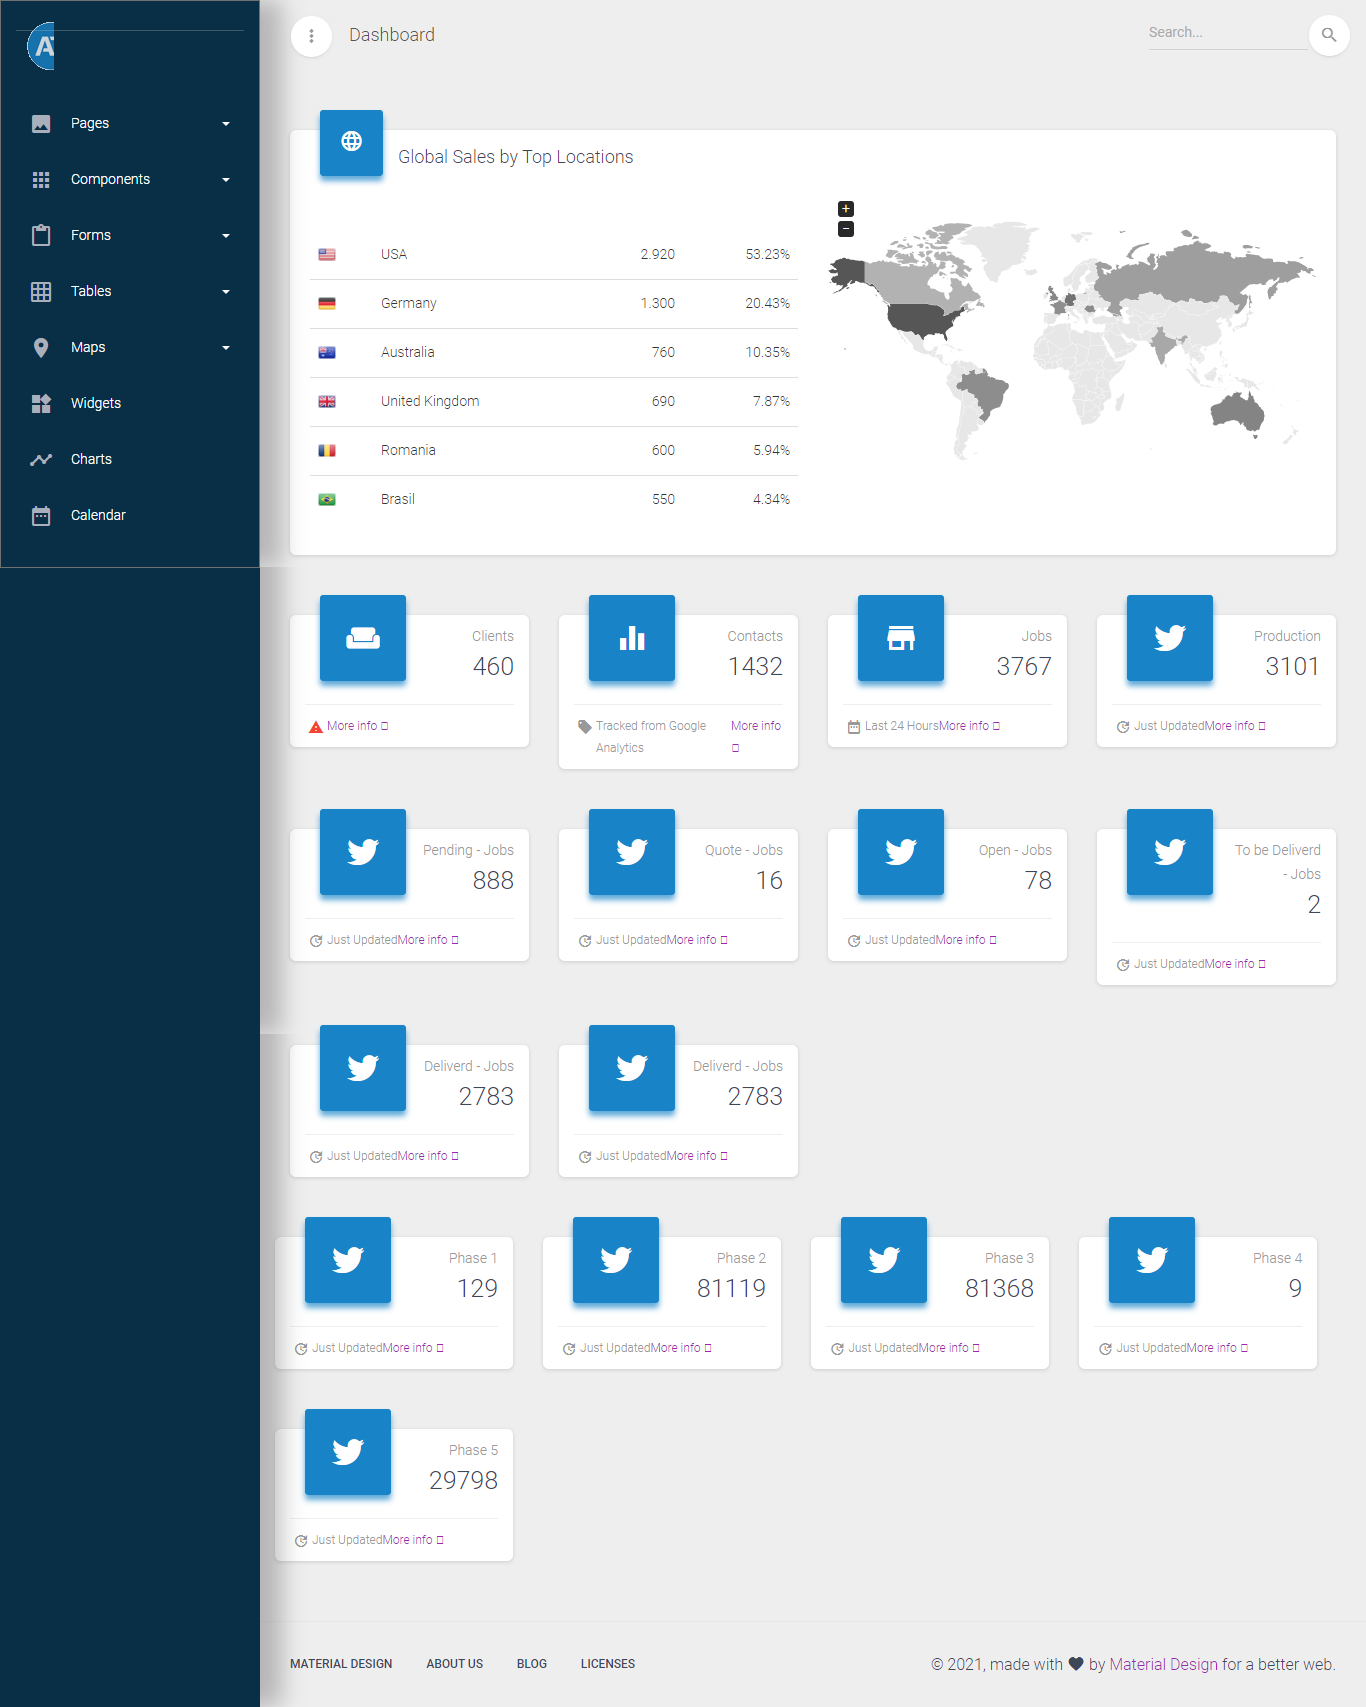 A
Dashboard
Search...
Pages
Components
Forms
Tables
Maps
Widgets
Charts
Calendar
Global Sales by Top Locations
+
−
USA 2.920 53.23%
Germany 1.300 20.43%
Australia 760 10.35%
United Kingdom 690 7.87%
Romania 600 5.94%
Brasil 550 4.34%
Clients
460
More info
Contacts
1432
Tracked from Google
Analytics
More info
Jobs
3767
Last 24 HoursMore info
Production
3101
Just UpdatedMore info
Pending - Jobs
888
Just UpdatedMore info
Quote - Jobs
16
Just UpdatedMore info
Open - Jobs
78
Just UpdatedMore info
To be Deliverd
- Jobs
2
Just UpdatedMore info
Deliverd - Jobs
2783
Just UpdatedMore info
Deliverd - Jobs
2783
Just UpdatedMore info
Phase 1
129
Just UpdatedMore info
Phase 2
81119
Just UpdatedMore info
Phase 3
81368
Just UpdatedMore info
Phase 4
9
Just UpdatedMore info
Phase 5
29798
Just UpdatedMore info
MATERIAL DESIGN ABOUT US BLOG LICENSES
© 2021, made with ♥ by Material Design for a better web.